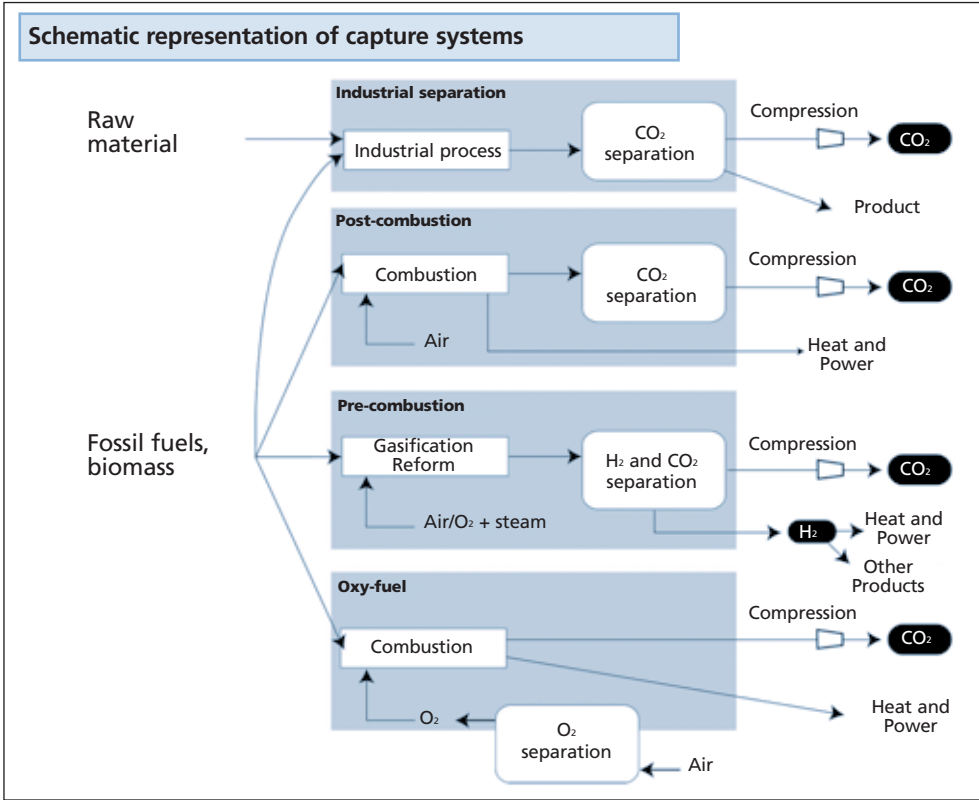 Schematic representation of capture systems
Industrial separation
Raw
material
Industrial process
CO₂
separation
Compression
CO₂
Product
Post-combustion
Combustion
CO₂
separation
Compression
CO₂
Air
Heat and
Power
Pre-combustion
Fossil fuels,
biomass
Gasification
Reform
H₂ and CO₂
separation
Compression
CO₂
Air/O₂ + steam
H₂
Heat and
Power
Other
Products
Oxy-fuel
Combustion
Compression
CO₂
O₂
O₂
separation
Air
Heat and
Power